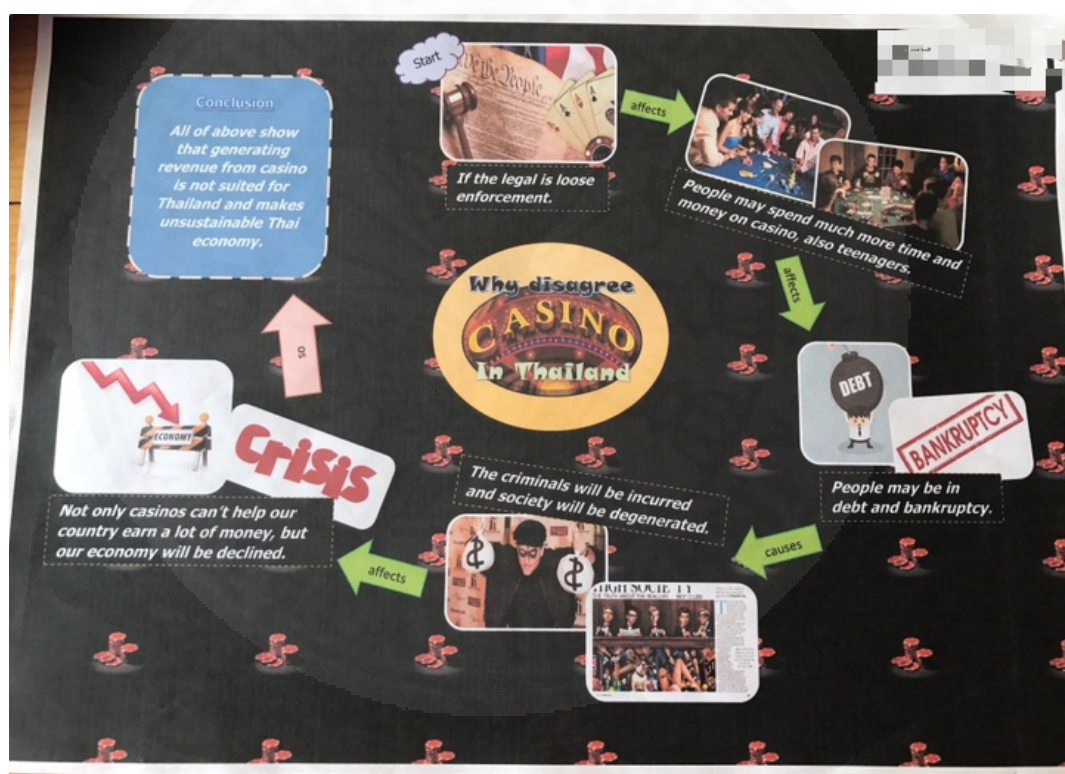 Start
We the People
If the legal is loose
enforcement.
affects
People may spend much more time and
money on casino, also teenagers.
affects
DEBT
BANKRUPTCY
People may be in
debt and bankruptcy.
causes
The criminals will be incurred
and society will be degenerated.
HIGH SOCIETY
affects
ECONOMY
Crisis
Not only casinos can't help our
country earn a lot of money, but
our economy will be declined.
so
Conclusion
All of above show
that generating
revenue from casino
is not suited for
Thailand and makes
unsustainable Thai
economy.
Why disagree
CASINO
In Thailand